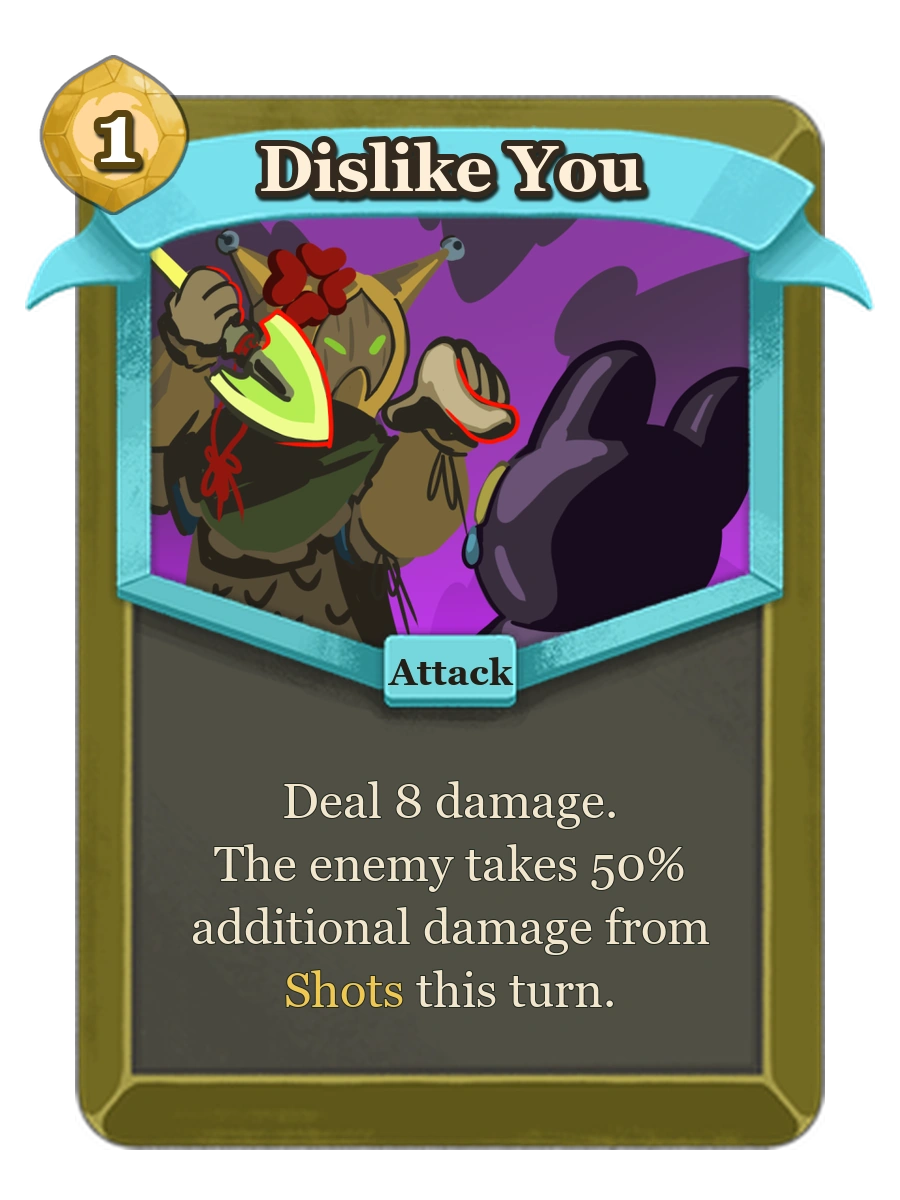 1
Dislike You
Attack
Deal 8 damage.
The enemy takes 50%
additional damage from
Shots this turn.